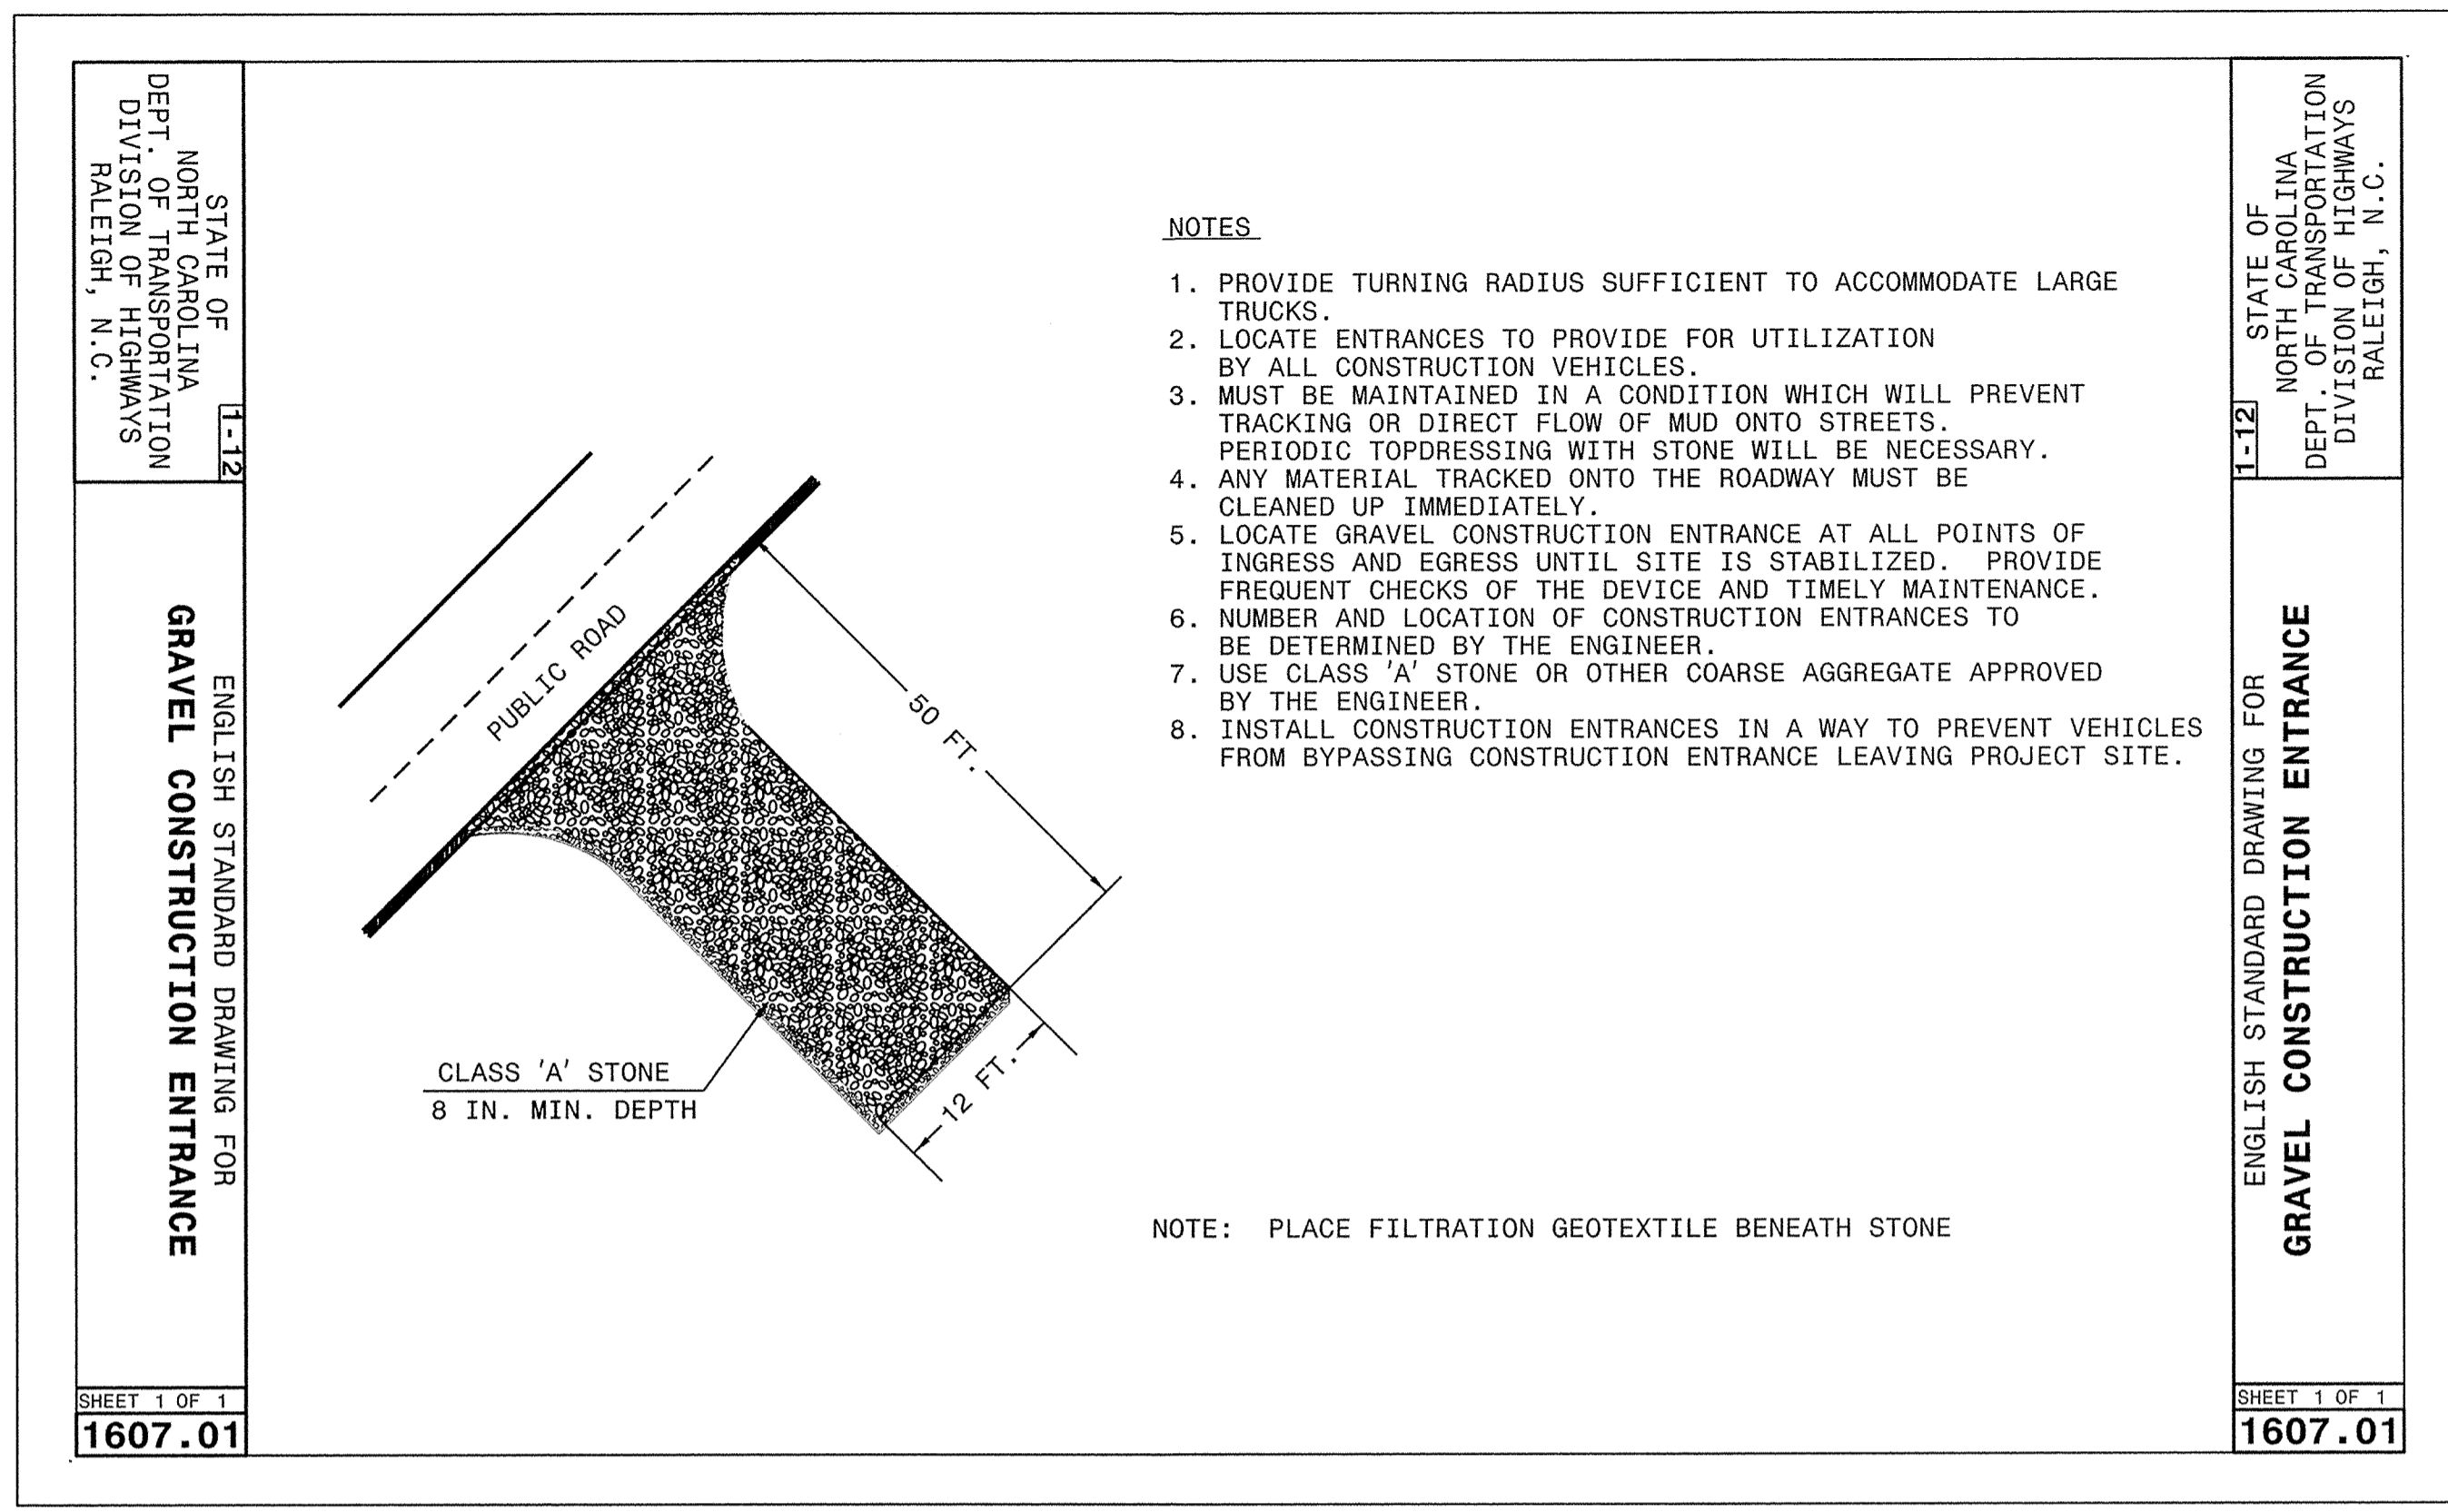 STATE OF
NORTH CAROLINA
DEPT. OF TRANSPORTATION
DIVISION OF HIGHWAYS
RALEIGH, N.C.
1-12
ENGLISH STANDARD DRAWING FOR
GRAVEL CONSTRUCTION ENTRANCE
SHEET 1 OF 1
1607.01
PUBLIC ROAD
50 FT.
12 FT.
CLASS 'A' STONE
8 IN. MIN. DEPTH
NOTES
1. PROVIDE TURNING RADIUS SUFFICIENT TO ACCOMMODATE LARGE
TRUCKS.
2. LOCATE ENTRANCES TO PROVIDE FOR UTILIZATION
BY ALL CONSTRUCTION VEHICLES.
3. MUST BE MAINTAINED IN A CONDITION WHICH WILL PREVENT
TRACKING OR DIRECT FLOW OF MUD ONTO STREETS.
PERIODIC TOPDRESSING WITH STONE WILL BE NECESSARY.
4. ANY MATERIAL TRACKED ONTO THE ROADWAY MUST BE
CLEANED UP IMMEDIATELY.
5. LOCATE GRAVEL CONSTRUCTION ENTRANCE AT ALL POINTS OF
INGRESS AND EGRESS UNTIL SITE IS STABILIZED. PROVIDE
FREQUENT CHECKS OF THE DEVICE AND TIMELY MAINTENANCE.
6. NUMBER AND LOCATION OF CONSTRUCTION ENTRANCES TO
BE DETERMINED BY THE ENGINEER.
7. USE CLASS 'A' STONE OR OTHER COARSE AGGREGATE APPROVED
BY THE ENGINEER.
8. INSTALL CONSTRUCTION ENTRANCES IN A WAY TO PREVENT VEHICLES
FROM BYPASSING CONSTRUCTION ENTRANCE LEAVING PROJECT SITE.
NOTE: PLACE FILTRATION GEOTEXTILE BENEATH STONE
STATE OF
NORTH CAROLINA
DEPT. OF TRANSPORTATION
DIVISION OF HIGHWAYS
RALEIGH, N.C.
1-12
ENGLISH STANDARD DRAWING FOR
GRAVEL CONSTRUCTION ENTRANCE
SHEET 1 OF 1
1607.01